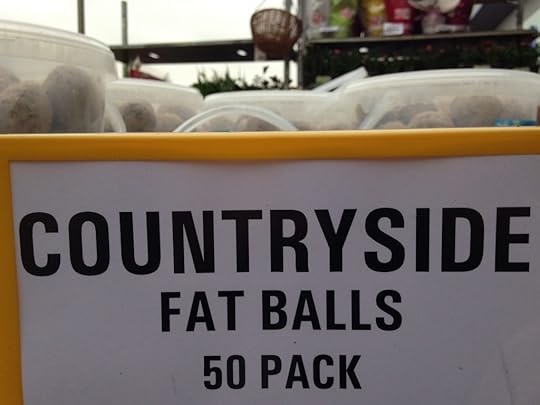 COUNTRYSIDE
FAT BALLS
50 PACK